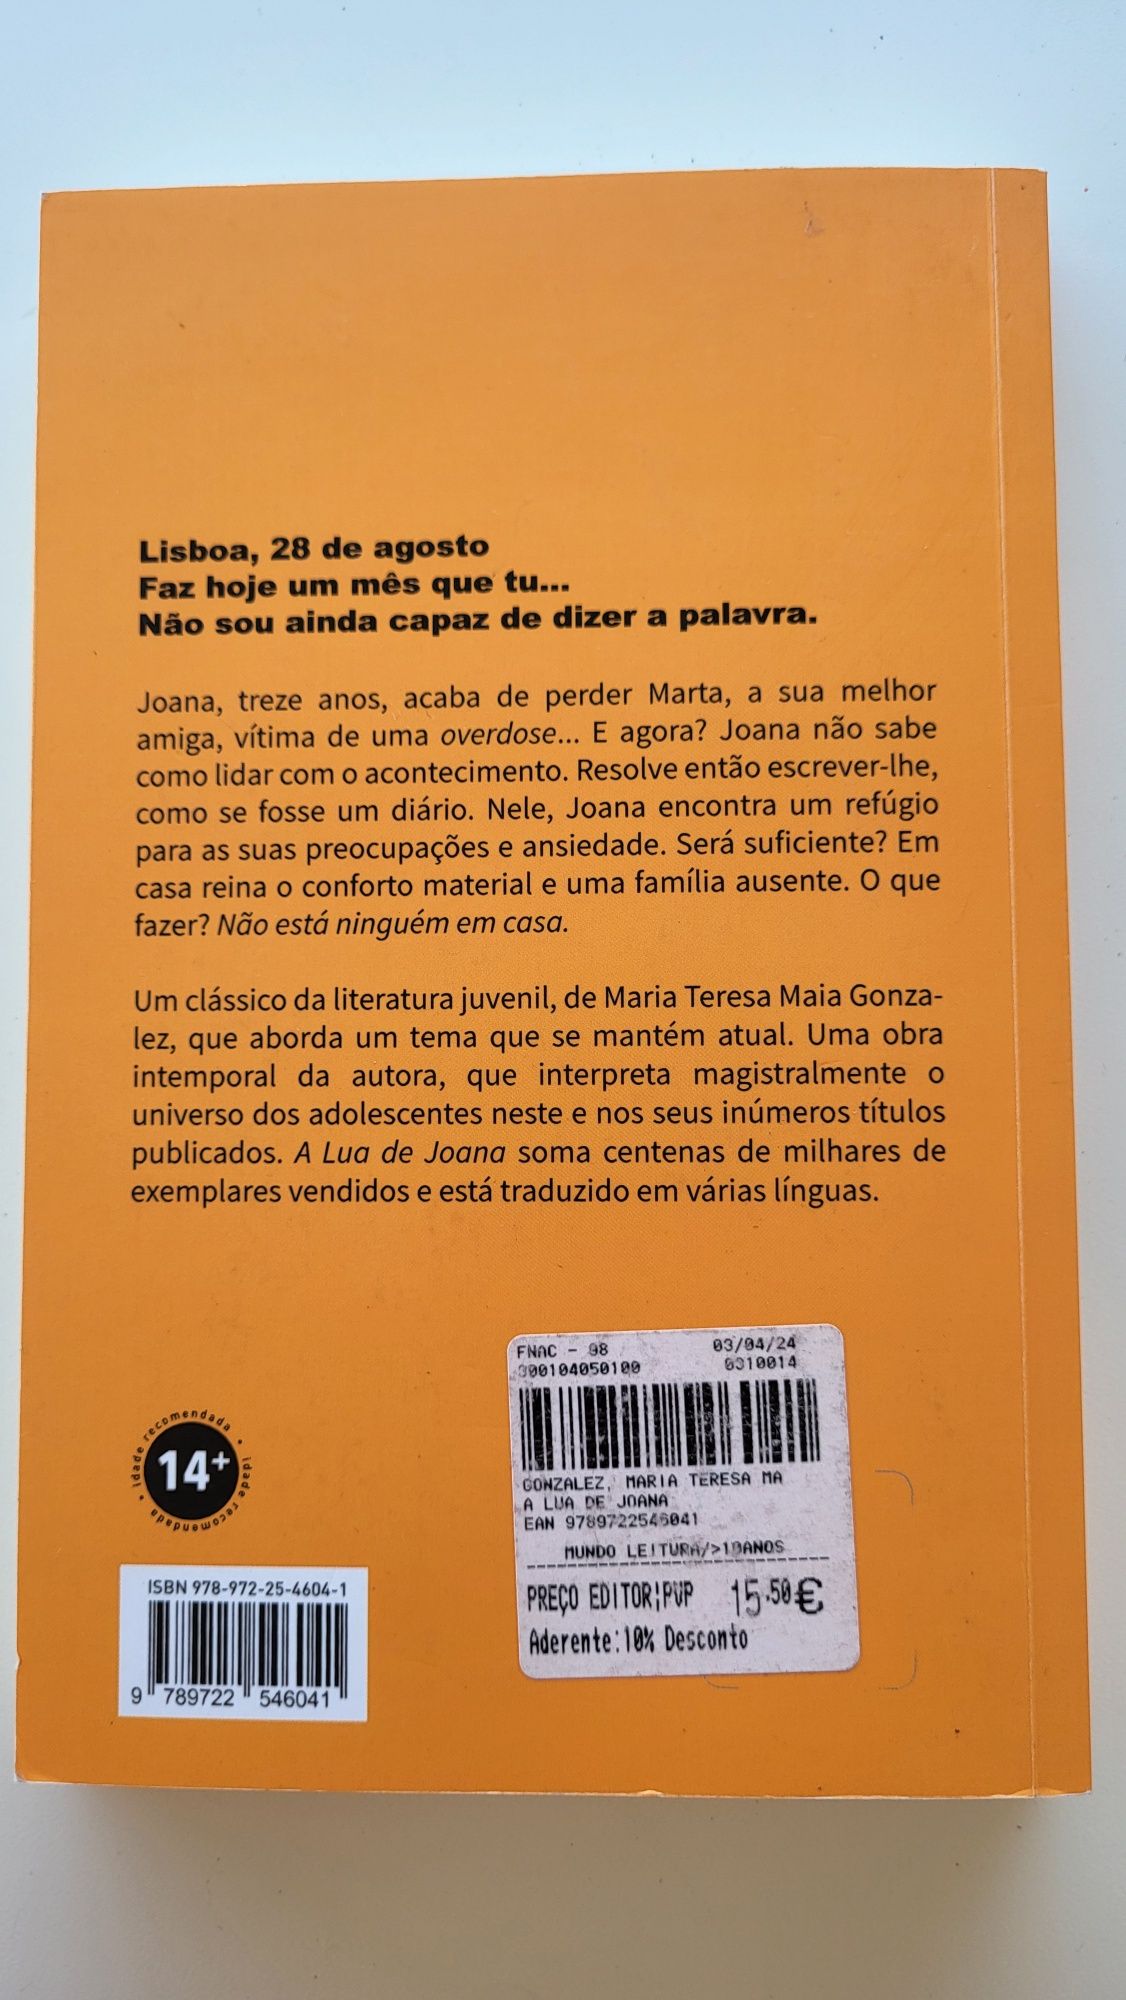 Lisboa, 28 de agosto
Faz hoje um mês que tu...
Não sou ainda capaz de dizer a palavra.
Joana, treze anos, acaba de perder Marta, a sua melhor
amiga, vítima de uma overdose... E agora? Joana não sabe
como lidar com o acontecimento. Resolve então escrever-lhe,
como se fosse um diário. Nele, Joana encontra um refúgio
para as suas preocupações e ansiedade. Será suficiente? Em
casa reina o conforto material e uma família ausente. O que
fazer? Não está ninguém em casa.
Um clássico da literatura juvenil, de Maria Teresa Maia Gonza-
lez, que aborda um tema que se mantém atual. Uma obra
intemporal da autora, que interpreta magistralmente o
universo dos adolescentes neste e nos seus inúmeros títulos
publicados. A Lua de Joana soma centenas de milhares de
exemplares vendidos e está traduzido em várias línguas.
FNAC - 98 03/04/24
300104050100 0310014
GONZALEZ, MARIA TERESA MA
A LUA DE JOANA
EAN 9789722546041
MUNDO LEITURA/>10ANOS
PREÇO EDITOR¦PVP 15.50€
Aderente:10% Desconto
idade recomendada • idade recomendada •
14+
ISBN 978-972-25-4604-1
9 789722 546041